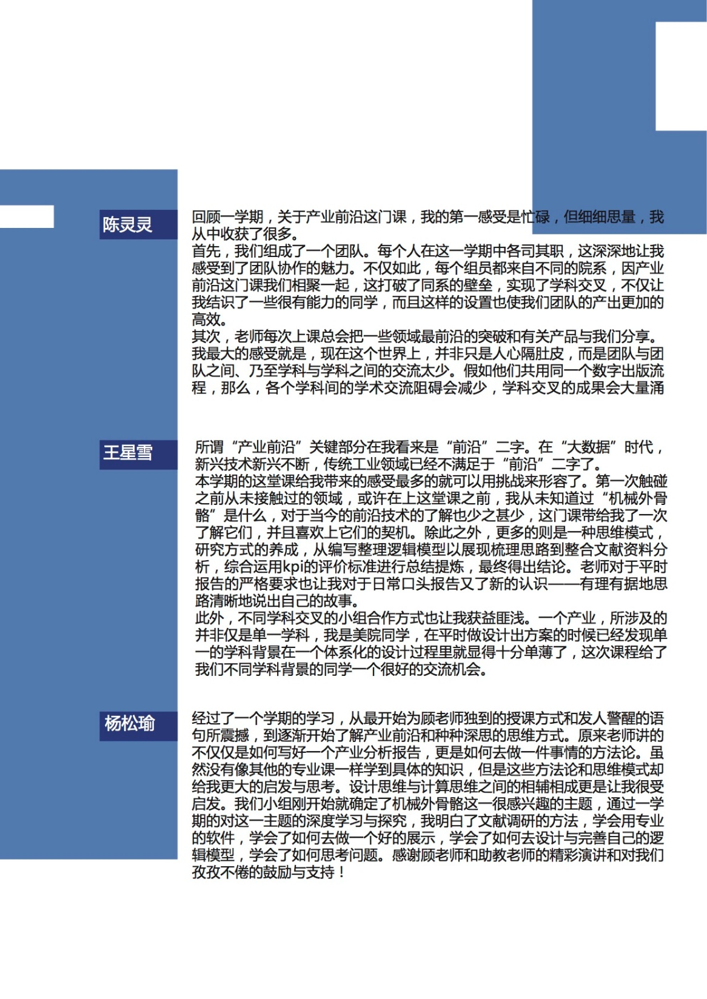 陈灵灵
回顾一学期，关于产业前沿这门课，我的第一感受是忙碌，但细细思量，我
从中收获了很多。
首先，我们组成了一个团队。每个人在这一学期中各司其职，这深深地让我
感受到了团队协作的魅力。不仅如此，每个组员都来自不同的院系，因产业
前沿这门课我们相聚一起，这打破了同系的壁垒，实现了学科交叉，不仅让
我结识了一些很有能力的同学，而且这样的设置也使我们团队的产出更加的
高效。
其次，老师每次上课总会把一些领域最前沿的突破和有关产品与我们分享。
我最大的感受就是，现在这个世界上，并非只是人心隔肚皮，而是团队与团
队之间、乃至学科与学科之间的交流太少。假如他们共用同一个数字出版流
程，那么，各个学科间的学术交流阻碍会减少，学科交叉的成果会大量涌
王星雪
所谓“产业前沿”关键部分在我看来是“前沿”二字。在“大数据”时代，
新兴技术新兴不断，传统工业领域已经不满足于“前沿”二字了。
本学期的这堂课给我带来的感受最多的就可以用挑战来形容了。第一次触碰
之前从未接触过的领域，或许在上这堂课之前，我从未知道过“机械外骨
骼”是什么，对于当今的前沿技术的了解也少之甚少，这门课带给我了一次
了解它们，并且喜欢上它们的契机。除此之外，更多的则是一种思维模式，
研究方式的养成，从编写整理逻辑模型以展现梳理思路到整合文献资料分
析，综合运用kpi的评价标准进行总结提炼，最终得出结论。老师对于平时
报告的严格要求也让我对于日常口头报告又了新的认识——有理有据地思
路清晰地说出自己的故事。
此外，不同学科交叉的小组合作方式也让我获益匪浅。一个产业，所涉及的
并非仅是单一学科，我是美院同学，在平时做设计出方案的时候已经发现单
一的学科背景在一个体系化的设计过程里就显得十分单薄了，这次课程给了
我们不同学科背景的同学一个很好的交流机会。
杨松瑜
经过了一个学期的学习，从最开始为顾老师独到的授课方式和发人警醒的语
句所震撼，到逐渐开始了解产业前沿和种种深思的思维方式。原来老师讲的
不仅仅是如何写好一个产业分析报告，更是如何去做一件事情的方法论。虽
然没有像其他的专业课一样学到具体的知识，但是这些方法论和思维模式却
给我更大的启发与思考。设计思维与计算思维之间的相辅相成更是让我很受
启发。我们小组刚开始就确定了机械外骨骼这一很感兴趣的主题，通过一学
期的对这一主题的深度学习与探究，我明白了文献调研的方法，学会用专业
的软件，学会了如何去做一个好的展示，学会了如何去设计与完善自己的逻
辑模型，学会了如何思考问题。感谢顾老师和助教老师的精彩演讲和对我们
孜孜不倦的鼓励与支持！